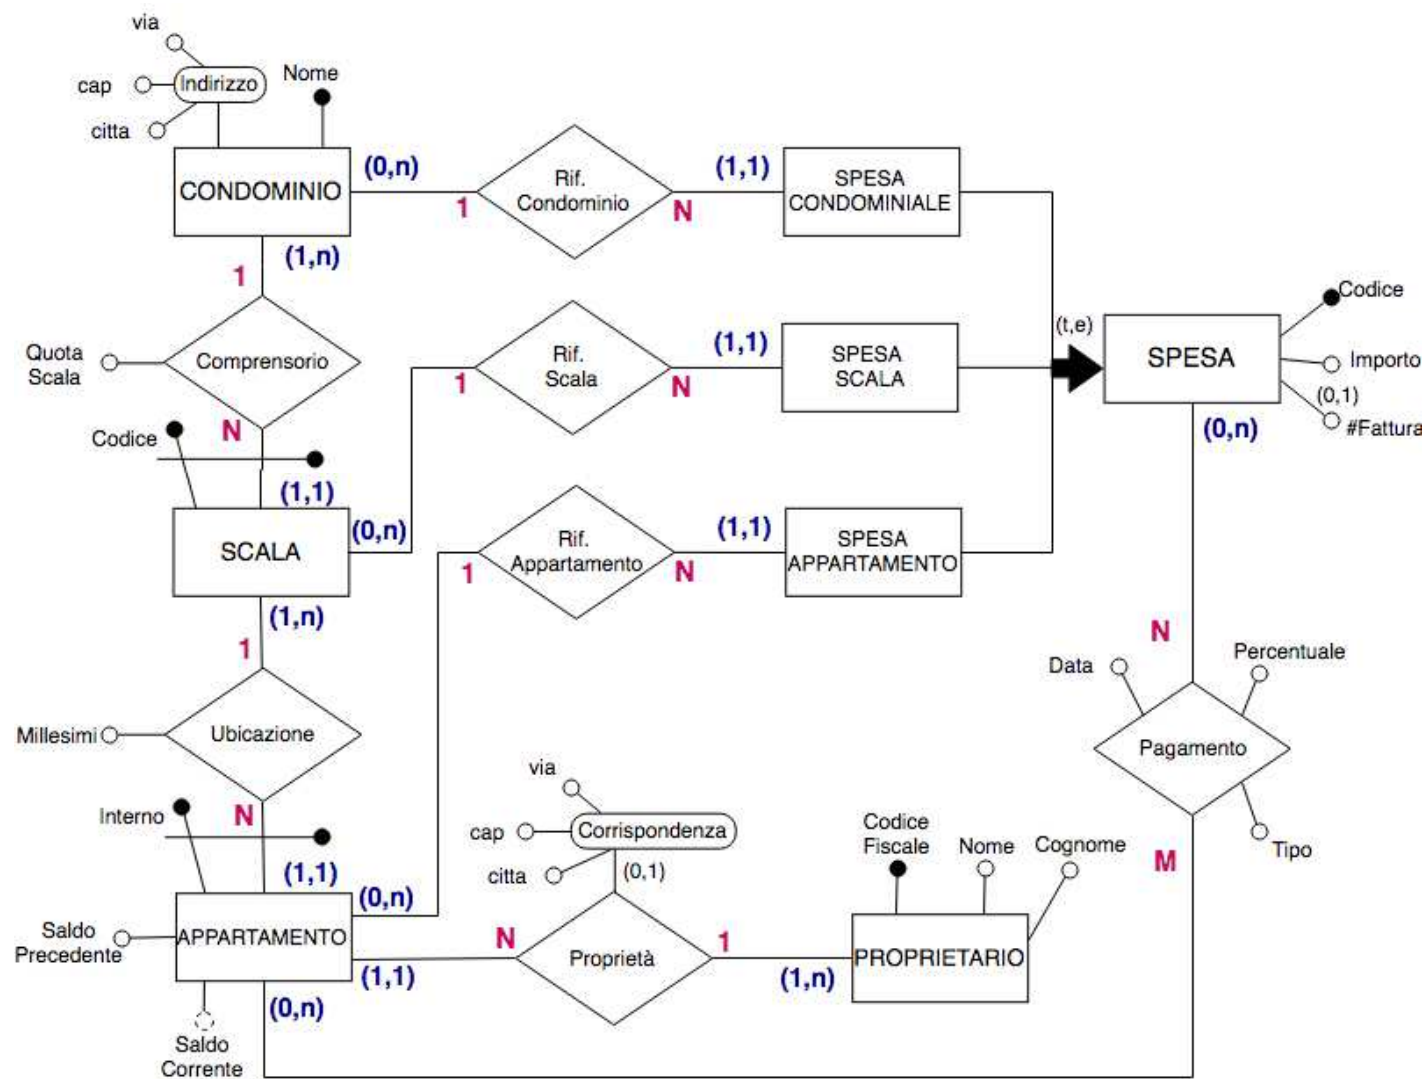 via
cap
Indirizzo
Nome
citta
CONDOMINIO
(0,n)
1
Rif.
Condominio
N
(1,1)
SPESA
CONDOMINIALE
(1,n)
1
Quota
Scala
Comprensorio
N
1
Rif.
Scala
N
(1,1)
SPESA
SCALA
(t,e)
SPESA
Codice
Importo
(0,1)
#Fattura
(0,n)
Codice
(1,1)
SCALA
(0,n)
1
Rif.
Appartamento
N
(1,1)
SPESA
APPARTAMENTO
(1,n)
1
Millesimi
Ubicazione
N
Interno
(1,1)
(0,n)
Saldo
Precedente
APPARTAMENTO
(1,1)
(0,n)
Saldo
Corrente
via
cap
Corrispondenza
citta
(0,1)
N
Proprietà
1
(1,n)
Codice
Fiscale
Nome
Cognome
PROPRIETARIO
N
Data
Percentuale
Pagamento
M
Tipo